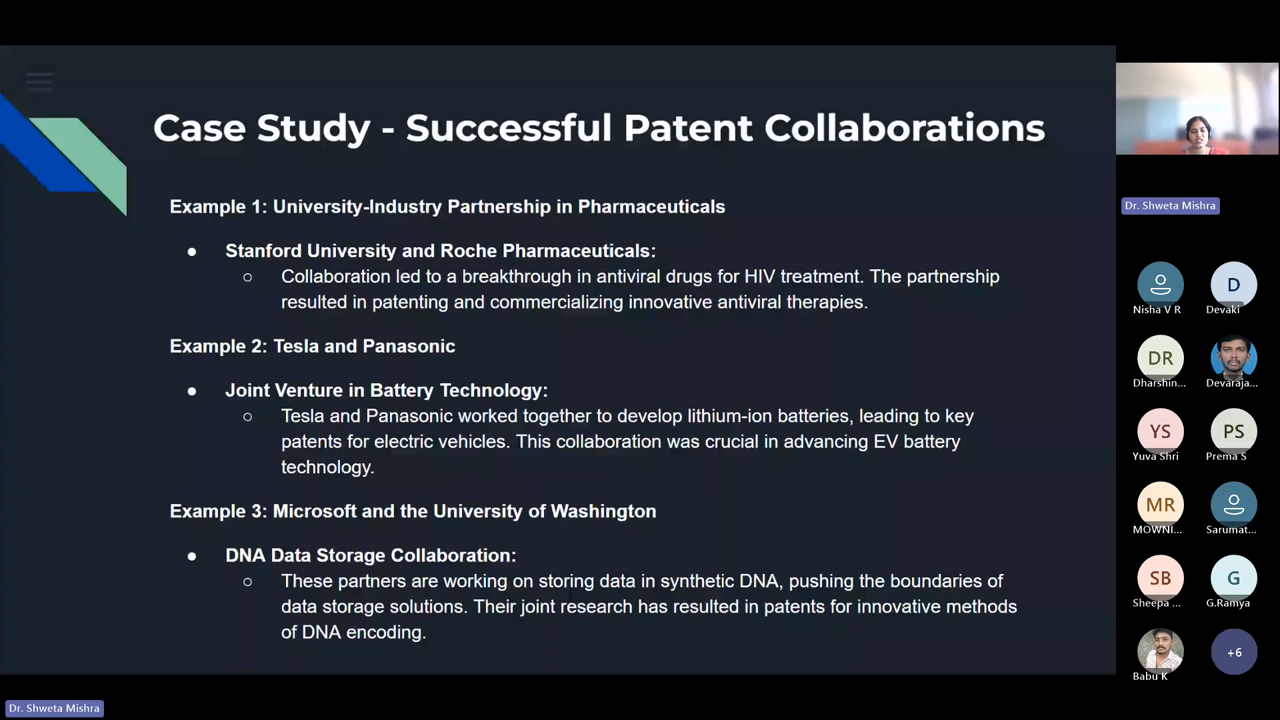 Case Study - Successful Patent Collaborations
Example 1: University-Industry Partnership in Pharmaceuticals
● Stanford University and Roche Pharmaceuticals:
○ Collaboration led to a breakthrough in antiviral drugs for HIV treatment. The partnership
resulted in patenting and commercializing innovative antiviral therapies.
Example 2: Tesla and Panasonic
● Joint Venture in Battery Technology:
○ Tesla and Panasonic worked together to develop lithium-ion batteries, leading to key
patents for electric vehicles. This collaboration was crucial in advancing EV battery
technology.
Example 3: Microsoft and the University of Washington
● DNA Data Storage Collaboration:
○ These partners are working on storing data in synthetic DNA, pushing the boundaries of
data storage solutions. Their joint research has resulted in patents for innovative methods
of DNA encoding.
Dr. Shweta Mishra
D
Nisha V R
Devaki
DR
Dharshin...
Devaraja...
YS
PS
Yuva Shri
Prema S
MR
MOWNI...
Sarumat...
SB
G
Sheepa ...
G.Ramya
+6
Babu K
Dr. Shweta Mishra